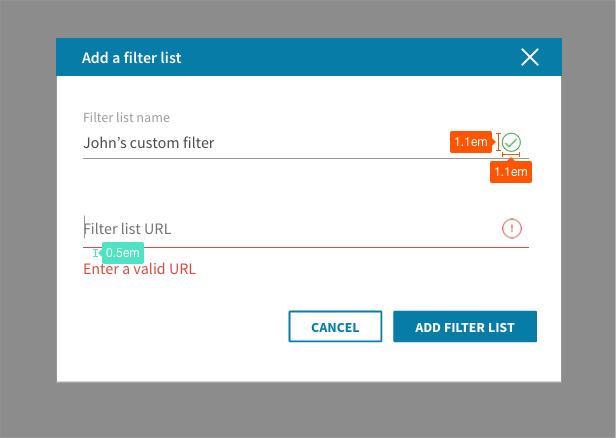 Add a filter list
Filter list name
John's custom filter
1.1em
1.1em
Filter list URL
0.5em
Enter a valid URL
CANCEL
ADD FILTER LIST